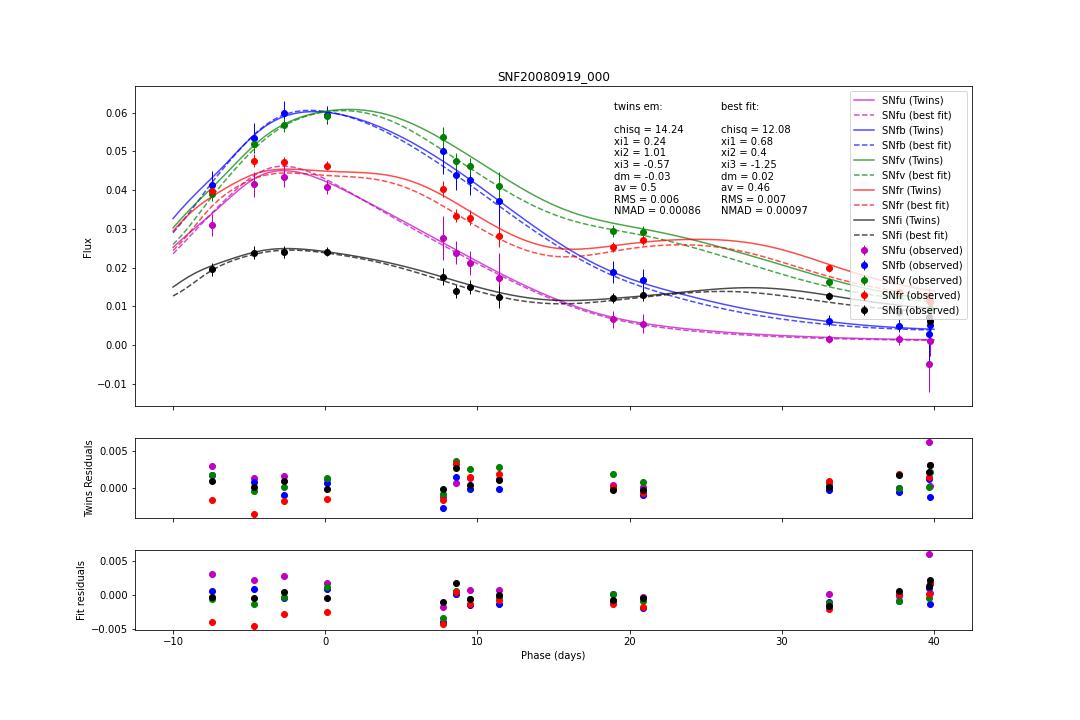 SNF20080919_000
Flux
0.06
0.05
0.04
0.03
0.02
0.01
0.00
−0.01
twins em:
chisq = 14.24
xi1 = 0.24
xi2 = 1.01
xi3 = -0.57
dm = -0.03
av = 0.5
RMS = 0.006
NMAD = 0.00086
best fit:
chisq = 12.08
xi1 = 0.68
xi2 = 0.4
xi3 = -1.25
dm = 0.02
av = 0.46
RMS = 0.007
NMAD = 0.00097
SNfu (Twins)
SNfu (best fit)
SNfb (Twins)
SNfb (best fit)
SNfv (Twins)
SNfv (best fit)
SNfr (Twins)
SNfr (best fit)
SNfi (Twins)
SNfi (best fit)
SNfu (observed)
SNfb (observed)
SNfv (observed)
SNfr (observed)
SNfi (observed)
−10
0
10
20
30
40
Twins Residuals
0.005
0.000
Fit residuals
0.005
0.000
−0.005
−10
0
10
20
30
40
Phase (days)